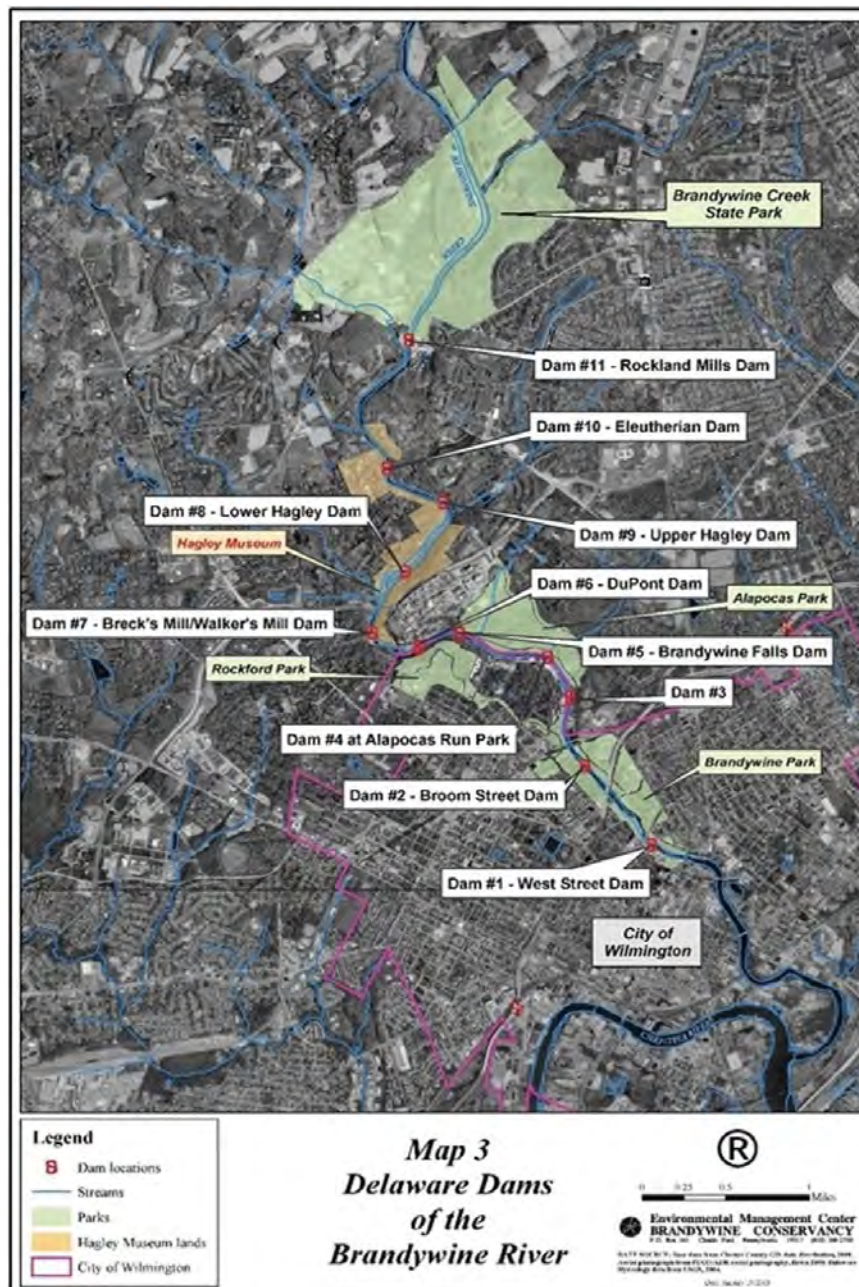 BRANDYWINE
CREEK
Brandywine Creek
State Park
Dam #11 - Rockland Mills Dam
Dam #10 - Eleutherian Dam
Dam #8 - Lower Hagley Dam
Dam #9 - Upper Hagley Dam
Hagley Museum
Dam #6 - DuPont Dam
Alapocas Park
Dam #7 - Breck's Mill/Walker's Mill Dam
Dam #5 - Brandywine Falls Dam
Rockford Park
Dam #3
Dam #4 at Alapocas Run Park
Brandywine Park
Dam #2 - Broom Street Dam
Dam #1 - West Street Dam
City of
Wilmington
CHRISTINA RIVER
Legend
Dam locations
Streams
Parks
Hagley Museum lands
City of Wilmington
Map 3
Delaware Dams
of the
Brandywine River
®
0 0.25 0.5 1
Miles
Environmental Management Center
BRANDYWINE CONSERVANCY